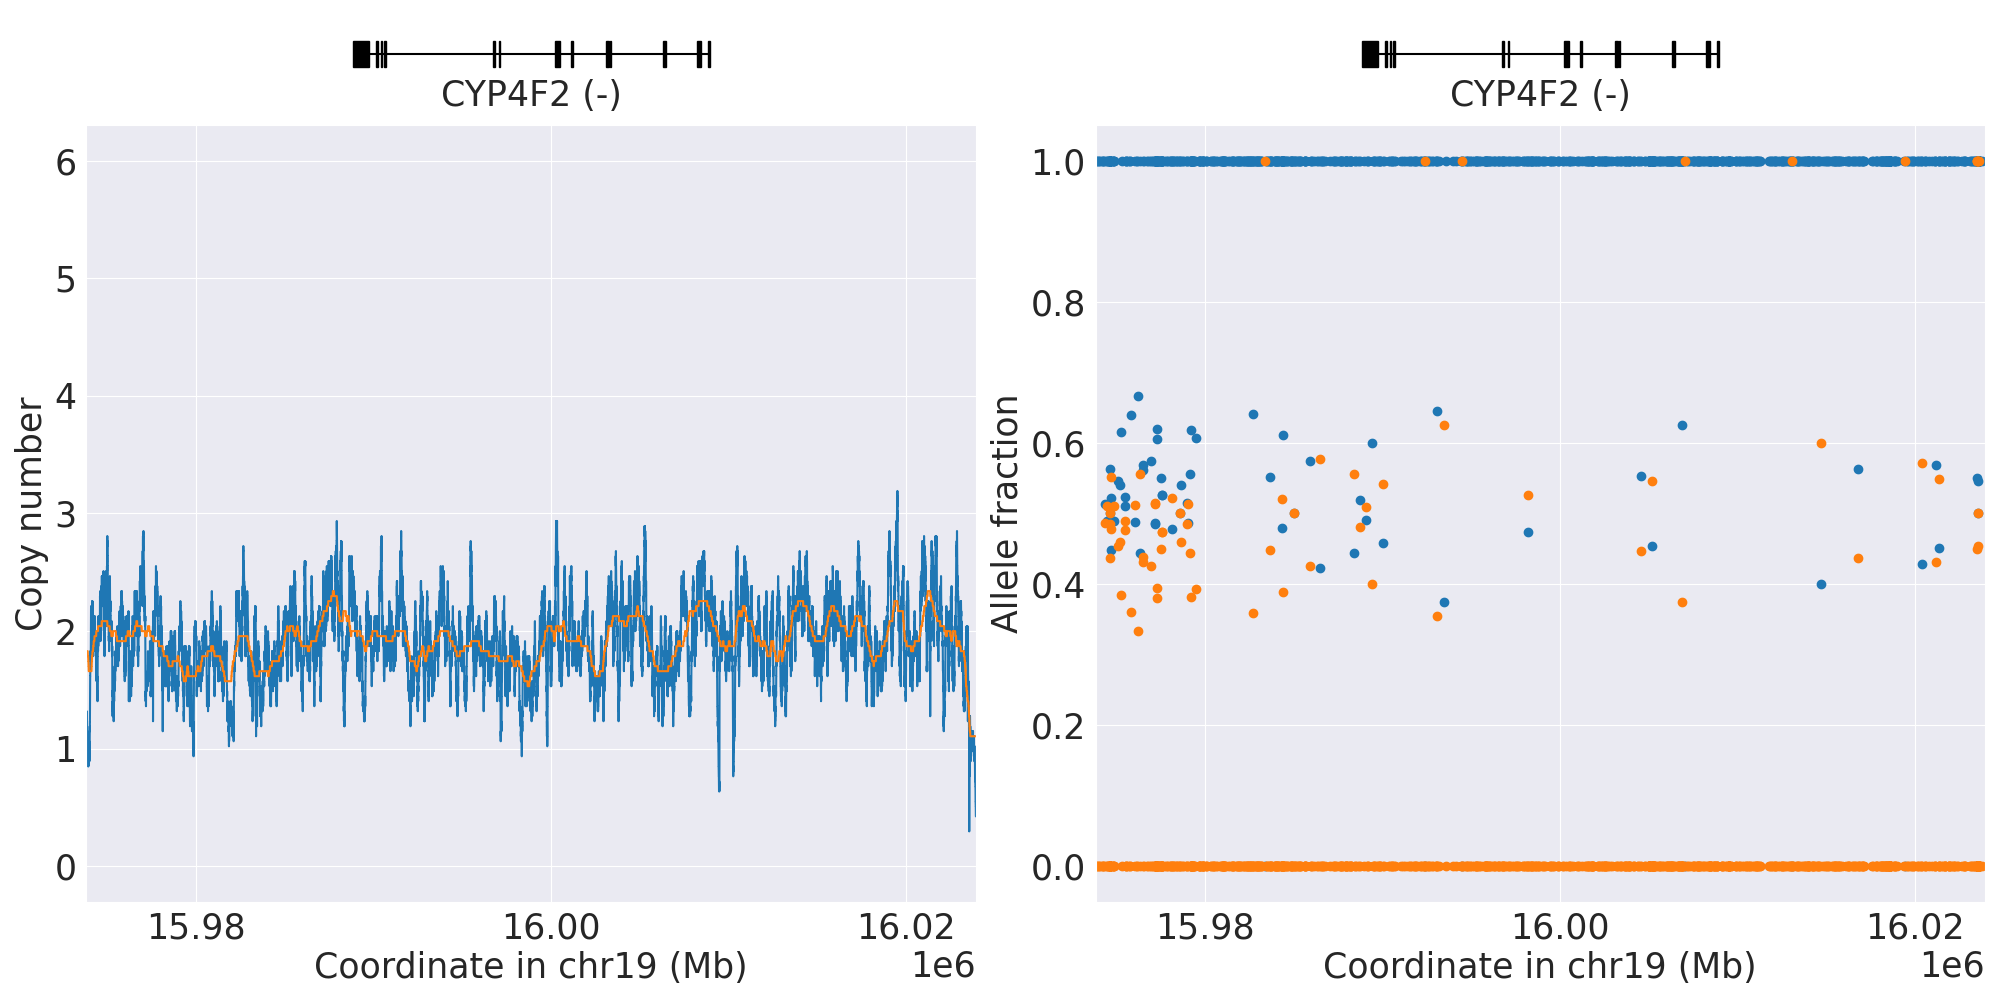 CYP4F2 (-)
6
5
4
3
2
1
0
Copy number
15.98
16.00
16.02
1e6
Coordinate in chr19 (Mb)
CYP4F2 (-)
1.0
0.8
0.6
0.4
0.2
0.0
Allele fraction
15.98
16.00
16.02
1e6
Coordinate in chr19 (Mb)